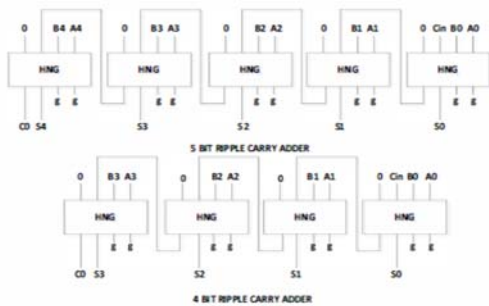 0 B4 A4 0 B3 A3 0 B2 A2 0 B1 A1 0 Cin B0 A0
HNG HNG HNG HNG HNG
g g g g g g g g g g
C0 S4 S3 S2 S1 S0
5 BIT RIPPLE CARRY ADDER
0 B3 A3 0 B2 A2 0 B1 A1 0 Cin B0 A0
HNG HNG HNG HNG
g g g g g g g g
C0 S3 S2 S1 S0
4 BIT RIPPLE CARRY ADDER